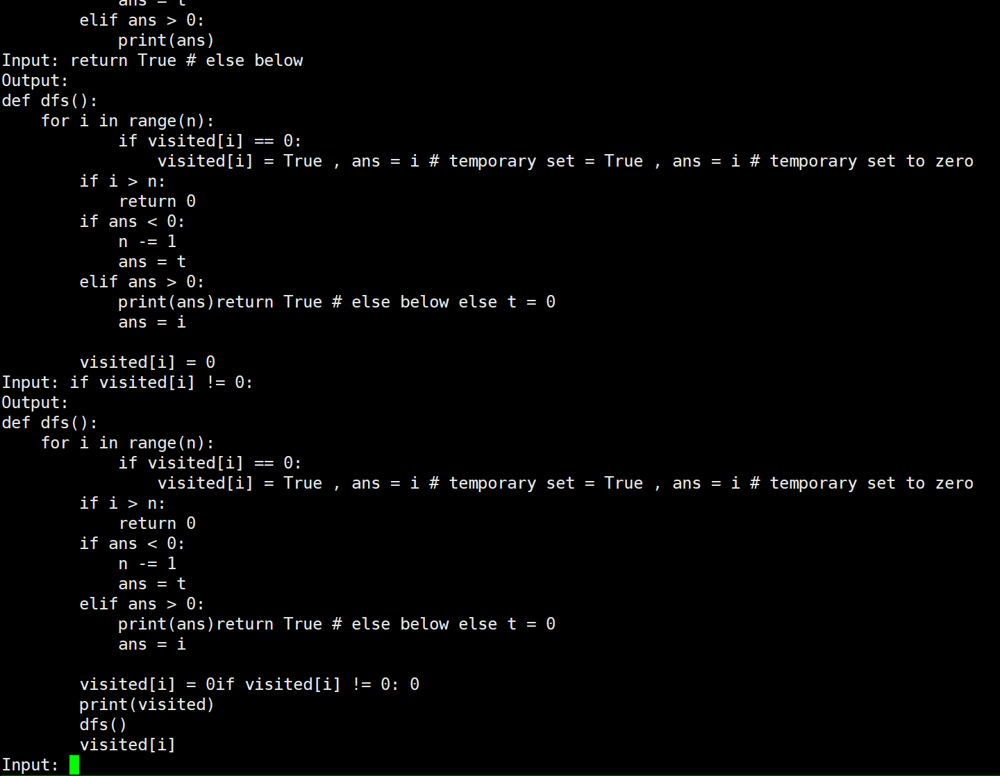 ans = t
        elif ans > 0:
            print(ans)
Input: return True # else below
Output:
def dfs():
    for i in range(n):
            if visited[i] == 0:
                visited[i] = True , ans = i # temporary set = True , ans = i # temporary set to zero
        if i > n:
            return 0
        if ans < 0:
            n -= 1
            ans = t
        elif ans > 0:
            print(ans)return True # else below else t = 0
            ans = i

        visited[i] = 0
Input: if visited[i] != 0:
Output:
def dfs():
    for i in range(n):
            if visited[i] == 0:
                visited[i] = True , ans = i # temporary set = True , ans = i # temporary set to zero
        if i > n:
            return 0
        if ans < 0:
            n -= 1
            ans = t
        elif ans > 0:
            print(ans)return True # else below else t = 0
            ans = i

        visited[i] = 0if visited[i] != 0: 0
        print(visited)
        dfs()
        visited[i]
Input: